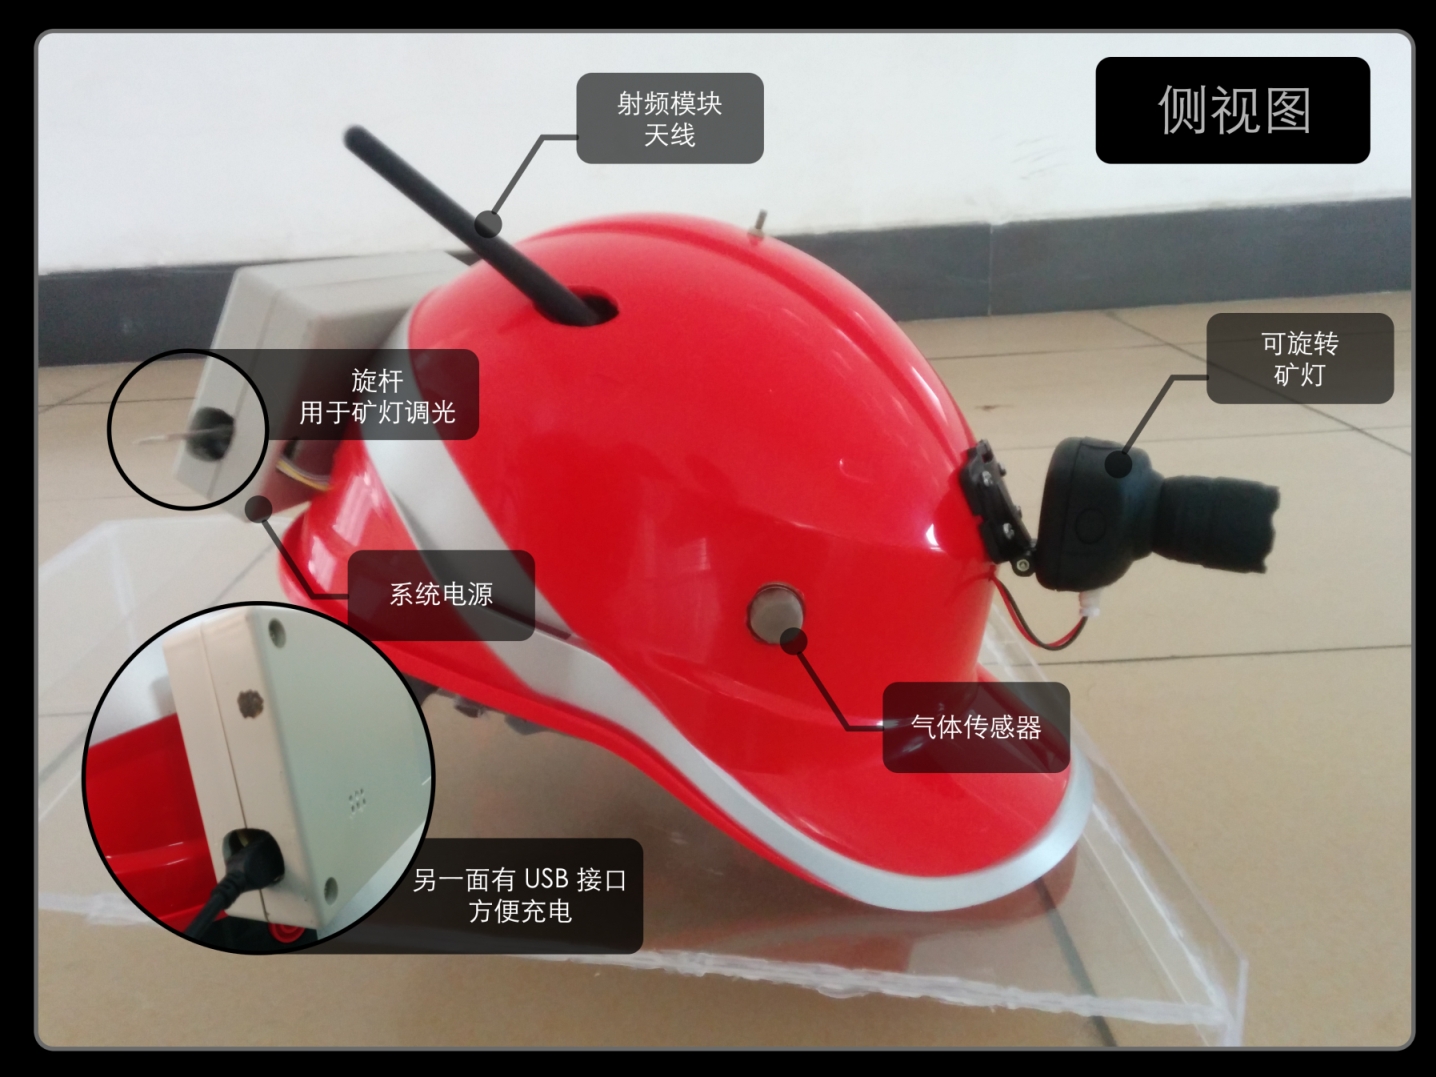 侧视图
射频模块
天线
可旋转
矿灯
旋杆
用于矿灯调光
系统电源
气体传感器
另一面有 USB 接口
方便充电